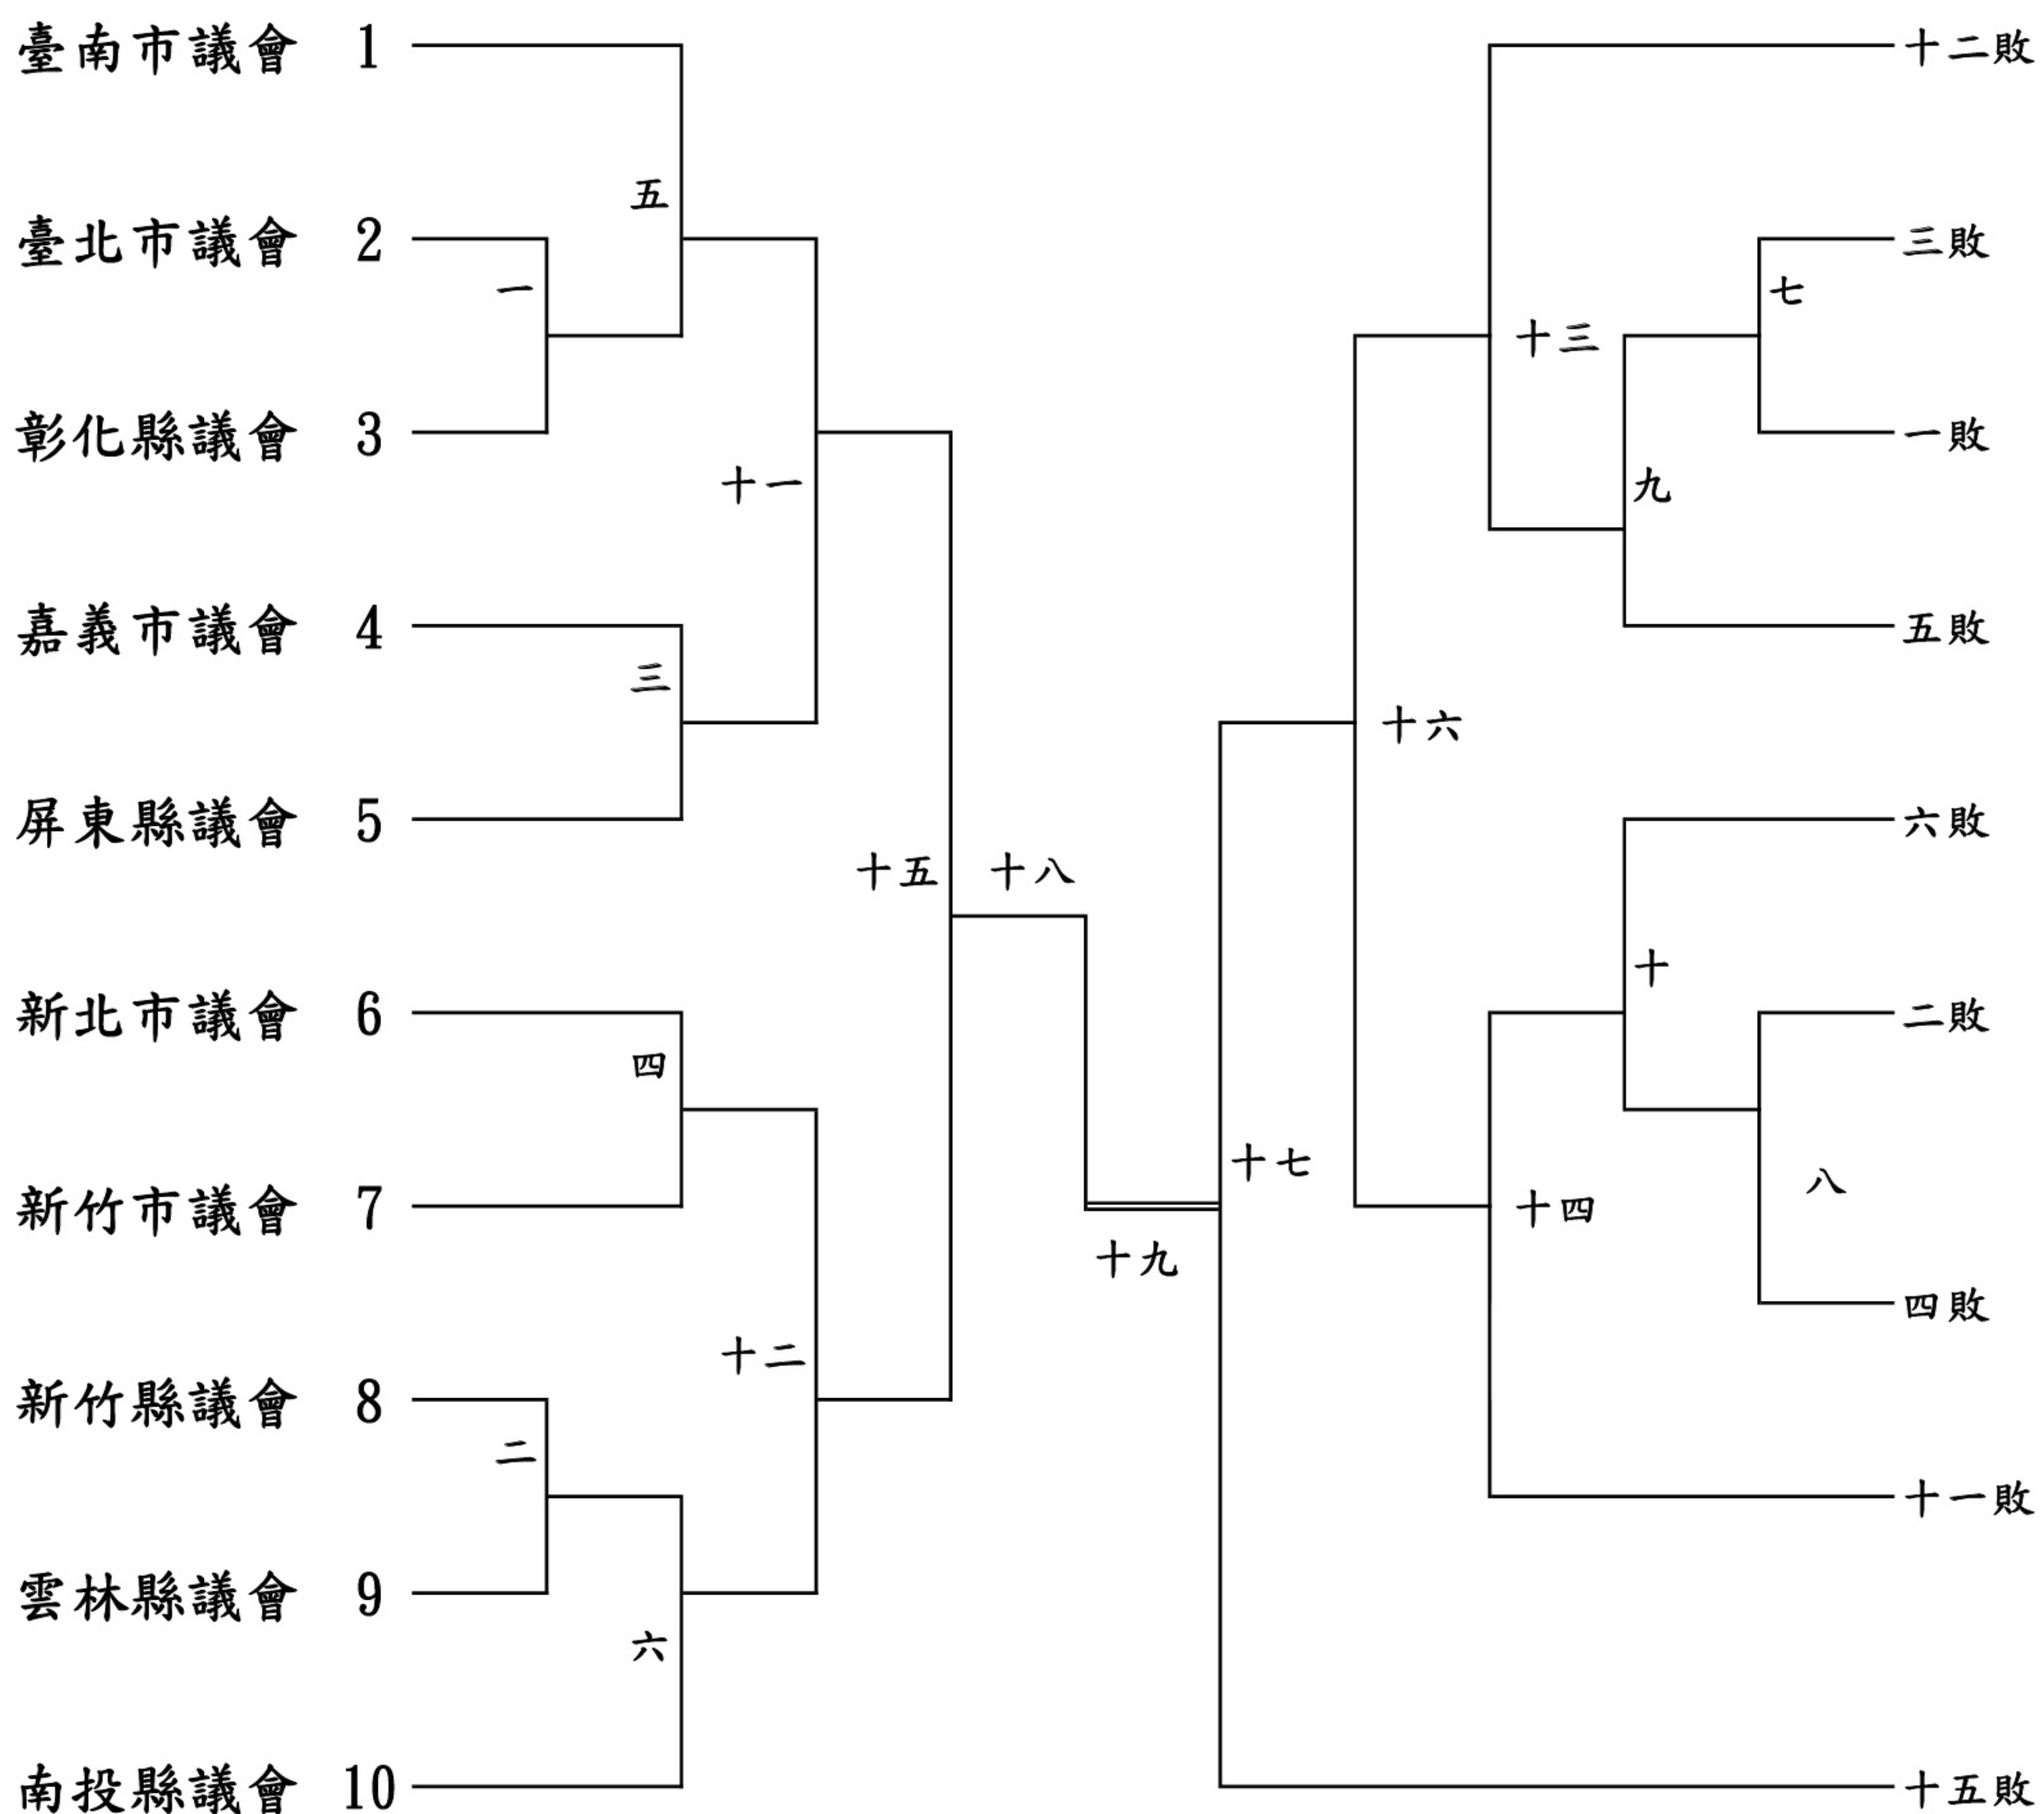 臺南市議會 1
十二敗
五
臺北市議會 2
三敗
一
七
十三
彰化縣議會 3
一敗
十一
九
嘉義市議會 4
五敗
三
十六
屏東縣議會 5
六敗
十五
十八
十
新北市議會 6
二敗
四
十七
八
新竹市議會 7
十四
十九
四敗
十二
新竹縣議會 8
二
十一敗
雲林縣議會 9
六
南投縣議會 10
十五敗